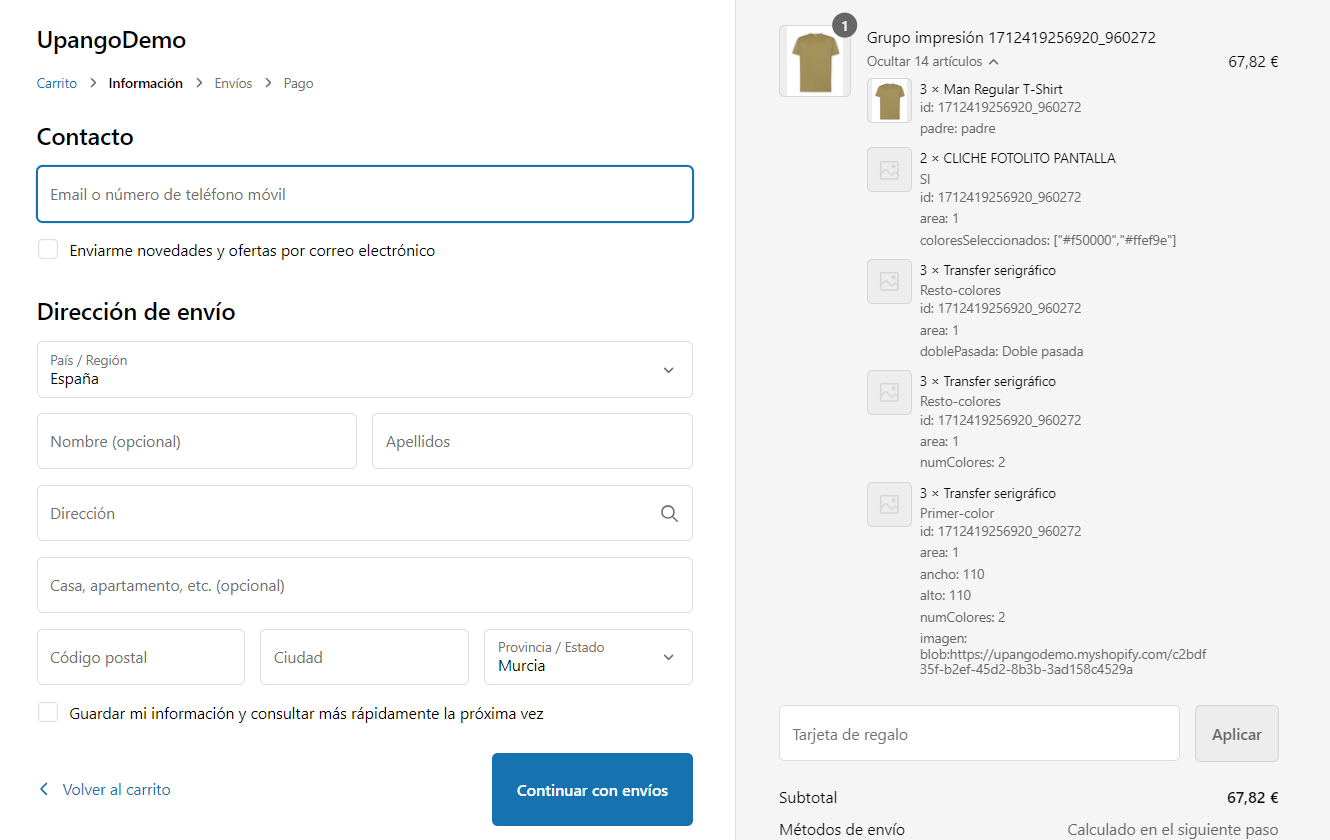 UpangoDemo
Carrito > Información > Envíos > Pago
Contacto
Email o número de teléfono móvil
Enviarme novedades y ofertas por correo electrónico
Dirección de envío
País / Región
España
Nombre (opcional)
Apellidos
Dirección
Casa, apartamento, etc. (opcional)
Código postal
Ciudad
Provincia / Estado
Murcia
Guardar mi información y consultar más rápidamente la próxima vez
Volver al carrito
Continuar con envíos
1
Grupo impresión 1712419256920_960272
Ocultar 14 artículos
67,82 €
3 × Man Regular T-Shirt
id: 1712419256920_960272
padre: padre
2 × CLICHE FOTOLITO PANTALLA
SI
id: 1712419256920_960272
area: 1
coloresSeleccionados: ["#f50000","#ffef9e"]
3 × Transfer serigráfico
Resto-colores
id: 1712419256920_960272
area: 1
doblePasada: Doble pasada
3 × Transfer serigráfico
Resto-colores
id: 1712419256920_960272
area: 1
numColores: 2
3 × Transfer serigráfico
Primer-color
id: 1712419256920_960272
area: 1
ancho: 110
alto: 110
numColores: 2
imagen:
blob:https://upangodemo.myshopify.com/c2bdf
35f-b2ef-45d2-8b3b-3ad158c4529a
Tarjeta de regalo
Aplicar
Subtotal
67,82 €
Métodos de envío
Calculado en el siguiente paso